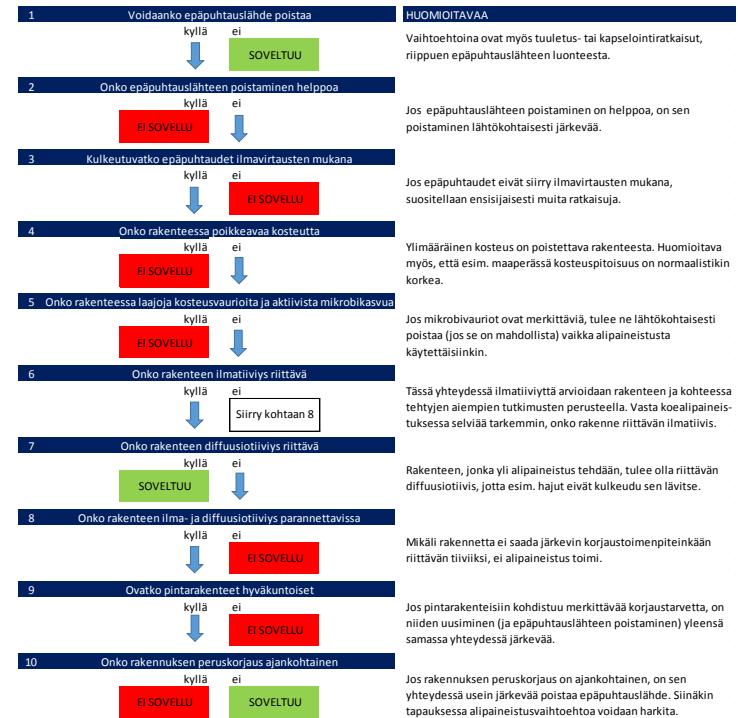 1 Voidaanko epäpuhtauslähde poistaa
HUOMIOITAVAA
kyllä ei
SOVELTUU
Vaihtoehtoina ovat myös tuuletus- tai kapselointiratkaisut,
riippuen epäpuhtauslähteen luonteesta.
2 Onko epäpuhtauslähteen poistaminen helppoa
kyllä ei
EI SOVELLU
Jos epäpuhtauslähteen poistaminen on helppoa, on sen
poistaminen lähtökohtaisesti järkevää.
3 Kulkeutuvatko epäpuhtaudet ilmavirtausten mukana
kyllä ei
EI SOVELLU
Jos epäpuhtaudet eivät siirry ilmavirtausten mukana,
suositellaan ensisijaisesti muita ratkaisuja.
4 Onko rakenteessa poikkeavaa kosteutta
kyllä ei
EI SOVELLU
Ylimääräinen kosteus on poistettava rakenteesta. Huomioitava
myös, että esim. maaperässä kosteuspitoisuus on normaalistikin
korkea.
5 Onko rakenteessa laajoja kosteusvaurioita ja aktiivista mikrobikasvua
kyllä ei
EI SOVELLU
Jos mikrobivauriot ovat merkittäviä, tulee ne lähtökohtaisesti
poistaa (jos se on mahdollista) vaikka alipaineistusta
käytettäisiinkin.
6 Onko rakenteen ilmatiiviys riittävä
kyllä ei
Siirry kohtaan 8
Tässä yhteydessä ilmatiiviyttä arvioidaan rakenteen ja kohteessa
tehtyjen aiempien tutkimusten perusteella. Vasta koealipaineis-
tuksessa selviää tarkemmin, onko rakenne riittävän ilmatiivis.
7 Onko rakenteen diffuusiotiiviys riittävä
kyllä ei
SOVELTUU
Rakenteen, jonka yli alipaineistus tehdään, tulee olla riittävän
diffuusiotiivis, jotta esim. hajut eivät kulkeudu sen lävitse.
8 Onko rakenteen ilma- ja diffuusiotiiviys parannettavissa
kyllä ei
EI SOVELLU
Mikäli rakennetta ei saada järkevin korjaustoimenpiteinkään
riittävän tiiviiksi, ei alipaineistus toimi.
9 Ovatko pintarakenteet hyväkuntoiset
kyllä ei
EI SOVELLU
Jos pintarakenteisiin kohdistuu merkittävää korjaustarvetta, on
niiden uusiminen (ja epäpuhtauslähteen poistaminen) yleensä
samassa yhteydessä järkevää.
10 Onko rakennuksen peruskorjaus ajankohtainen
kyllä ei
EI SOVELLU SOVELTUU
Jos rakennuksen peruskorjaus on ajankohtainen, on sen
yhteydessä usein järkevää poistaa epäpuhtauslähde. Siinäkin
tapauksessa alipaineistusvaihtoehtoa voidaan harkita.